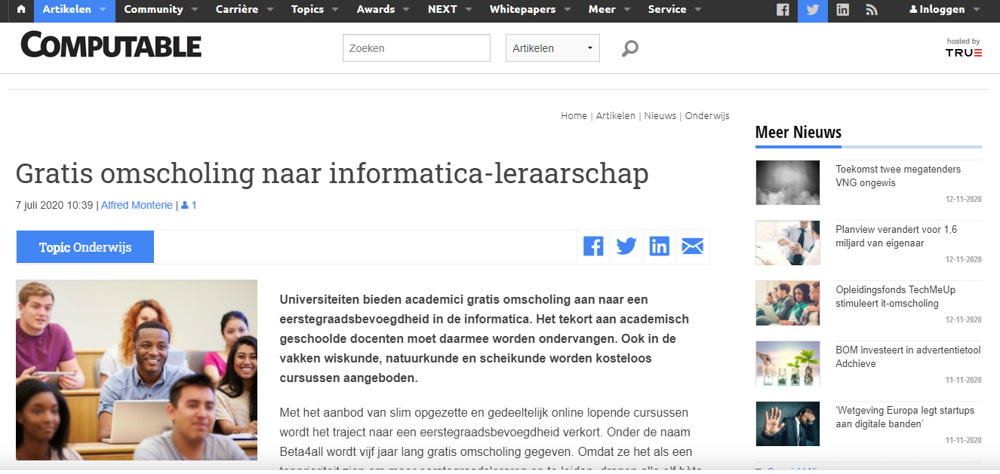 Artikelen Community Carrière Topics Awards NEXT Whitepapers Meer Service Inloggen
COMPUTABLE
Zoeken
Artikelen
hosted by
TRUE
Home | Artikelen | Nieuws | Onderwijs
Gratis omscholing naar informatica-leraarschap
7 juli 2020 10:39 | Alfred Monterie | 1
Topic Onderwijs
Universiteiten bieden academici gratis omscholing aan naar een
eerstegraadsbevoegdheid in de informatica. Het tekort aan academisch
geschoolde docenten moet daarmee worden ondervangen. Ook in de
vakken wiskunde, natuurkunde en scheikunde worden kosteloos
cursussen aangeboden.
Met het aanbod van slim opgezette en gedeeltelijk online lopende cursussen
wordt het traject naar een eerstegraadsbevoegdheid verkort. Onder de naam
Beta4all wordt vijf jaar lang gratis omscholing gegeven. Omdat ze het als een
Meer Nieuws
Toekomst twee megatenders
VNG ongewis
12-11-2020
Planview verandert voor 1,6
miljard van eigenaar
12-11-2020
Opleidingsfonds TechMeUp
stimuleert it-omscholing
12-11-2020
BOM investeert in advertentietool
Adchieve
11-11-2020
‘Wetgeving Europa legt startups
aan digitale banden’
11-11-2020